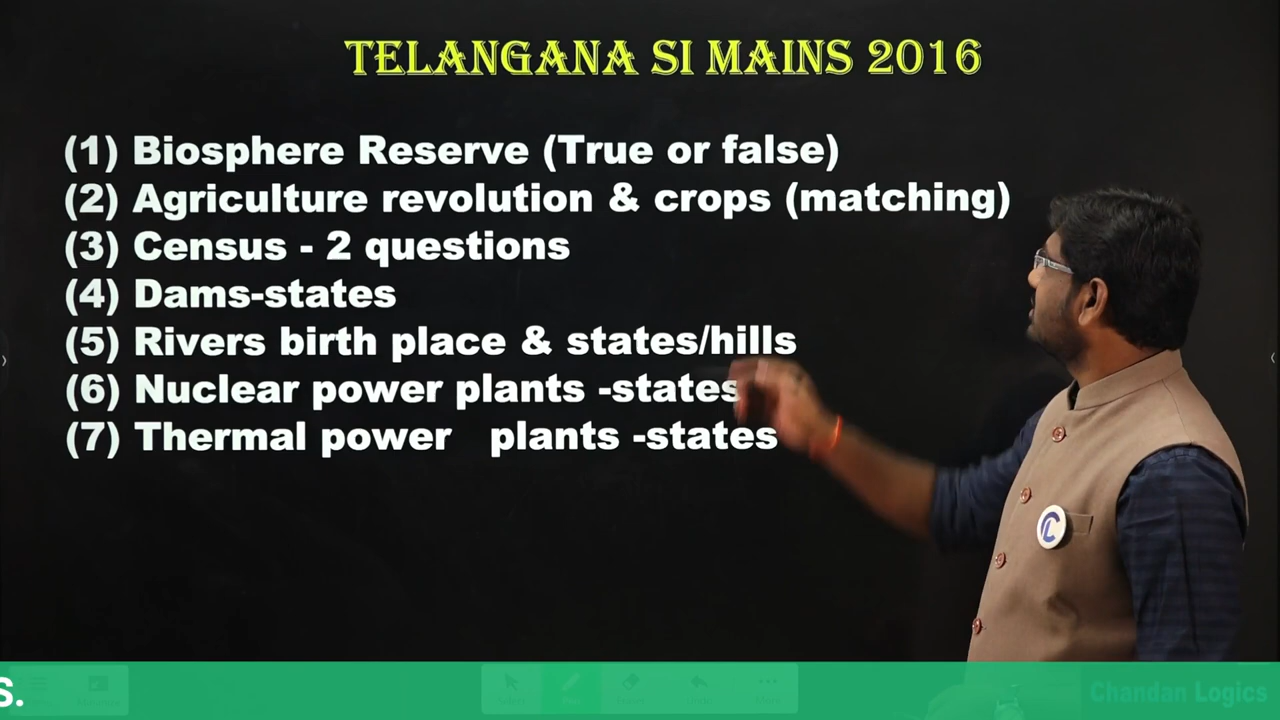 TELANGANA SI MAINS 2016
(1) Biosphere Reserve (True or false)
(2) Agriculture revolution & crops (matching)
(3) Census - 2 questions
(4) Dams-states
(5) Rivers birth place & states/hills
(6) Nuclear power plants -states
(7) Thermal power plants -states
S.
Chandan Logics